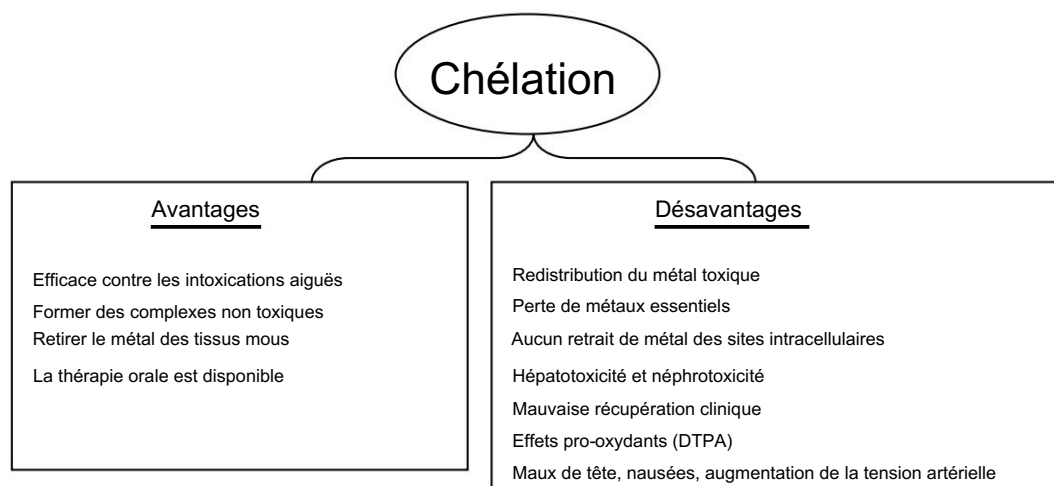 Chélation
Avantages
Efficace contre les intoxications aiguës
Former des complexes non toxiques
Retirer le métal des tissus mous
La thérapie orale est disponible
Désavantages
Redistribution du métal toxique
Perte de métaux essentiels
Aucun retrait de métal des sites intracellulaires
Hépatotoxicité et néphrotoxicité
Mauvaise récupération clinique
Effets pro-oxydants (DTPA)
Maux de tête, nausées, augmentation de la tension artérielle